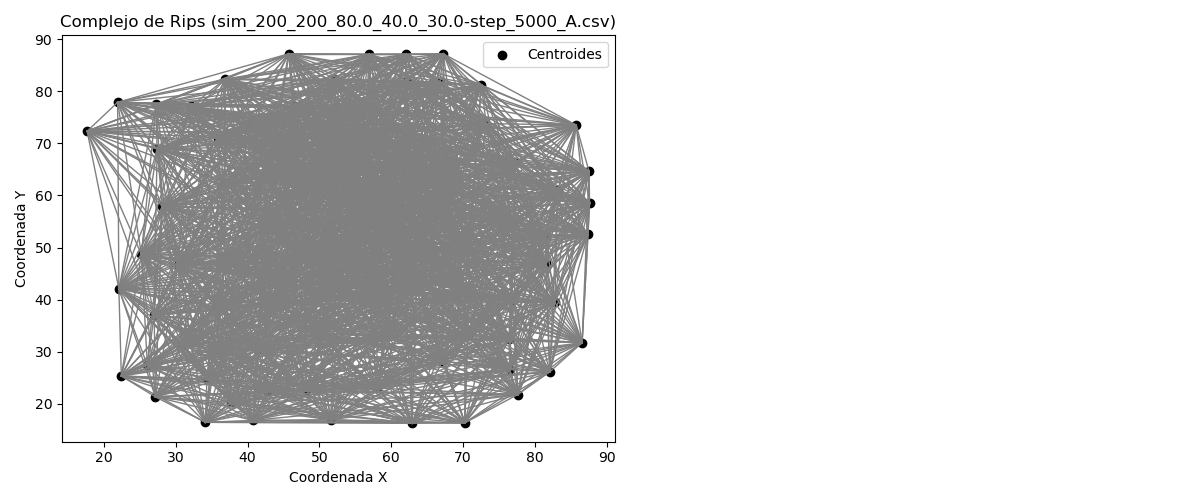 Complejo de Rips (sim_200_200_80.0_40.0_30.0-step_5000_A.csv)
Centroides
90
80
70
60
50
40
30
20
Coordenada Y
20 30 40 50 60 70 80 90
Coordenada X